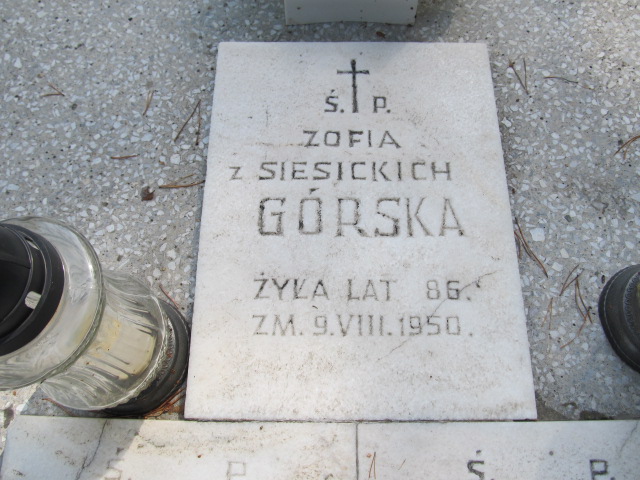 Ś. P.
ZOFIA
z SIESICKICH
GÓRSKA
ŻYŁA LAT 86.
ZM. 9.VIII.1950.
Ś. P.
Ś. P.